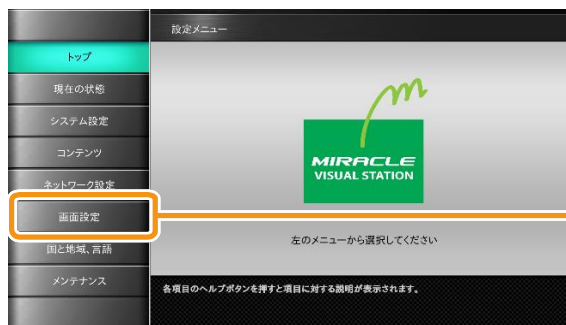 設定メニュー
トップ
現在の状態
システム設定
コンテンツ
ネットワーク設定
画面設定
国と地域、言語
メンテナンス
MIRACLE
VISUAL STATION
左のメニューから選択してください
各項目のヘルプボタンを押すと項目に対する説明が表示されます。